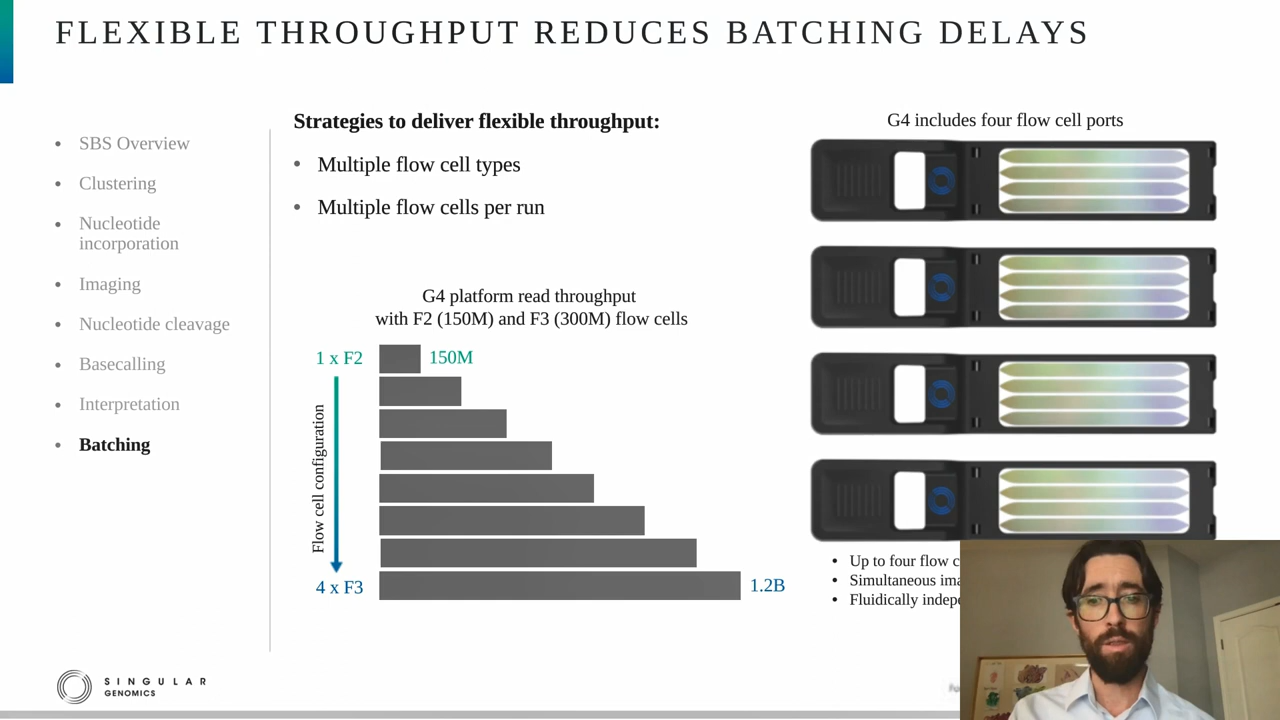 FLEXIBLE THROUGHPUT REDUCES BATCHING DELAYS
• SBS Overview
• Clustering
• Nucleotide
incorporation
• Imaging
• Nucleotide cleavage
• Basecalling
• Interpretation
• Batching
Strategies to deliver flexible throughput:
• Multiple flow cell types
• Multiple flow cells per run
G4 platform read throughput
with F2 (150M) and F3 (300M) flow cells
1 x F2
150M
Flow cell configuration
4 x F3
1.2B
G4 includes four flow cell ports
• Up to four flow
• Simultaneous
• Fluidically
SINGULAR
GENOMICS